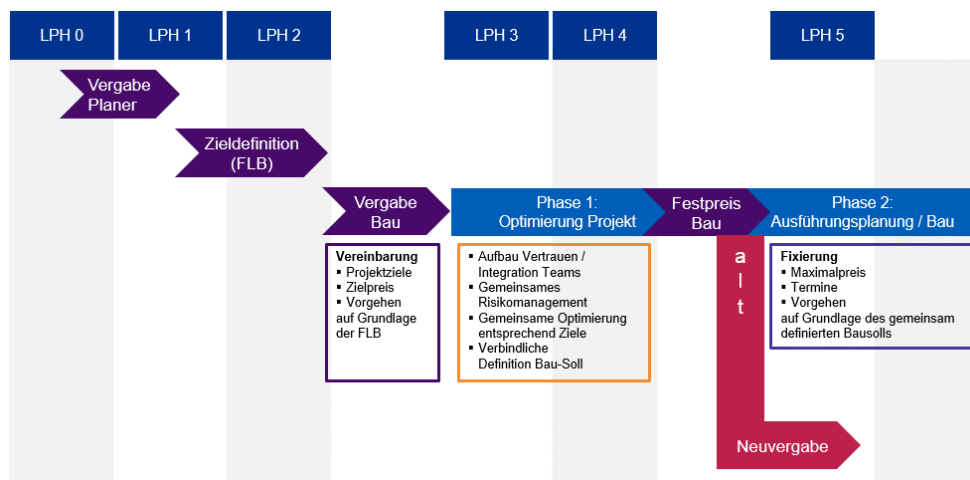 LPH 0
LPH 1
LPH 2
LPH 3
LPH 4
LPH 5
Vergabe
Planer
Zieldefinition
(FLB)
Vergabe
Bau
Phase 1:
Optimierung Projekt
Festpreis
Bau
Phase 2:
Ausführungsplanung / Bau
Vereinbarung
▪ Projektziele
▪ Zielpreis
▪ Vorgehen
auf Grundlage
der FLB
▪ Aufbau Vertrauen /
Integration Teams
▪ Gemeinsames
Risikomanagement
▪ Gemeinsame Optimierung
entsprechend Ziele
▪ Verbindliche
Definition Bau-Soll
a
l
t
Fixierung
▪ Maximalpreis
▪ Termine
▪ Vorgehen
auf Grundlage des gemeinsam
definierten Bausolls
Neuvergabe